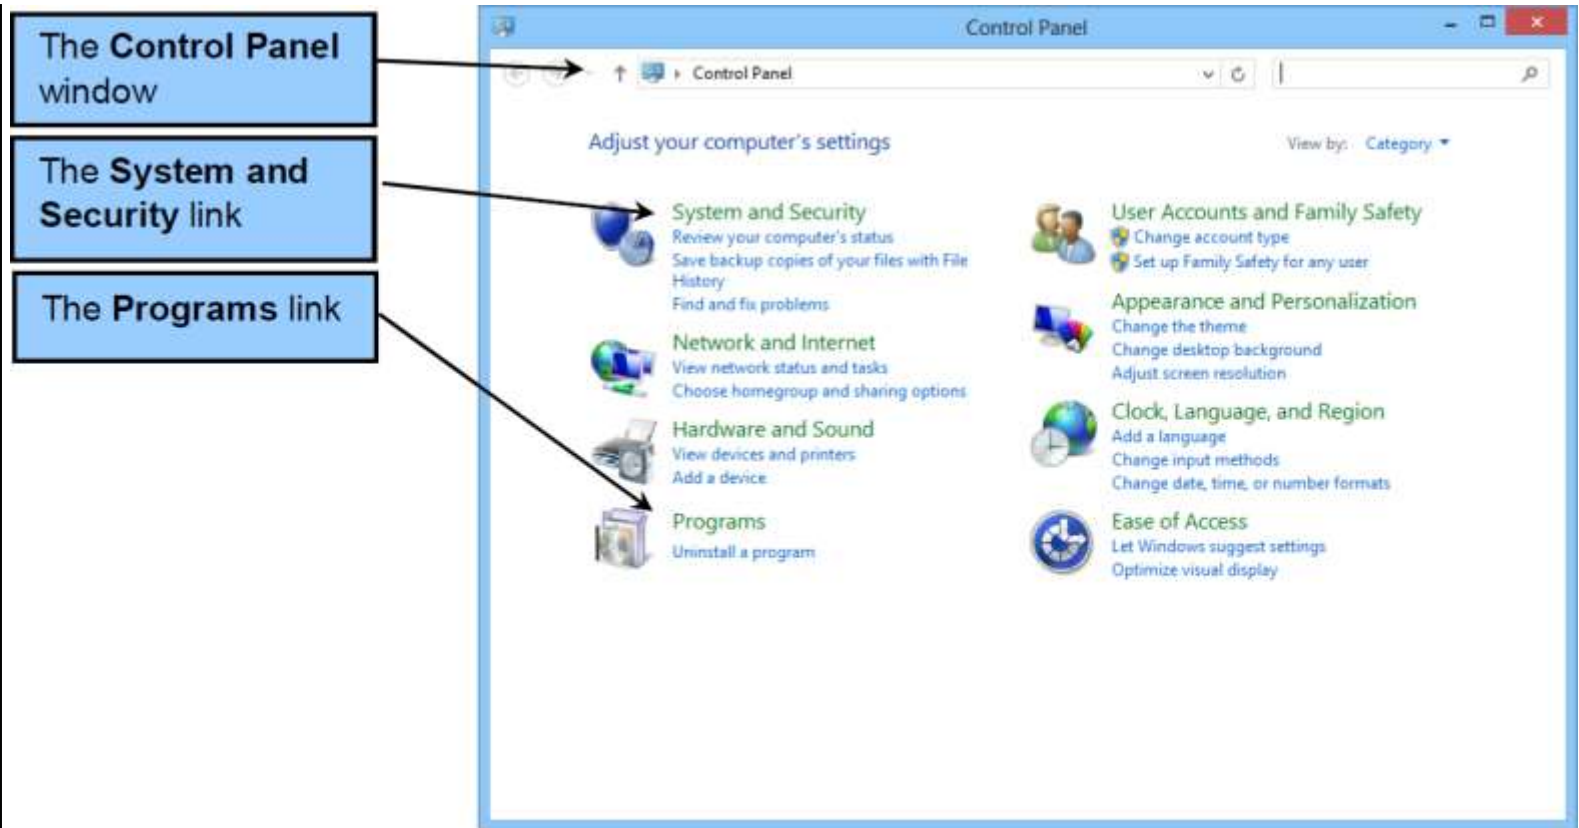 The Control Panel
window
The System and
Security link
The Programs link
Control Panel
Control Panel
Adjust your computer's settings
View by: Category
System and Security
Review your computer's status
Save backup copies of your files with File
History
Find and fix problems
Network and Internet
View network status and tasks
Choose homegroup and sharing options
Hardware and Sound
View devices and printers
Add a device
Programs
Uninstall a program
User Accounts and Family Safety
Change account type
Set up Family Safety for any user
Appearance and Personalization
Change the theme
Change desktop background
Adjust screen resolution
Clock, Language, and Region
Add a language
Change input methods
Change date, time, or number formats
Ease of Access
Let Windows suggest settings
Optimize visual display